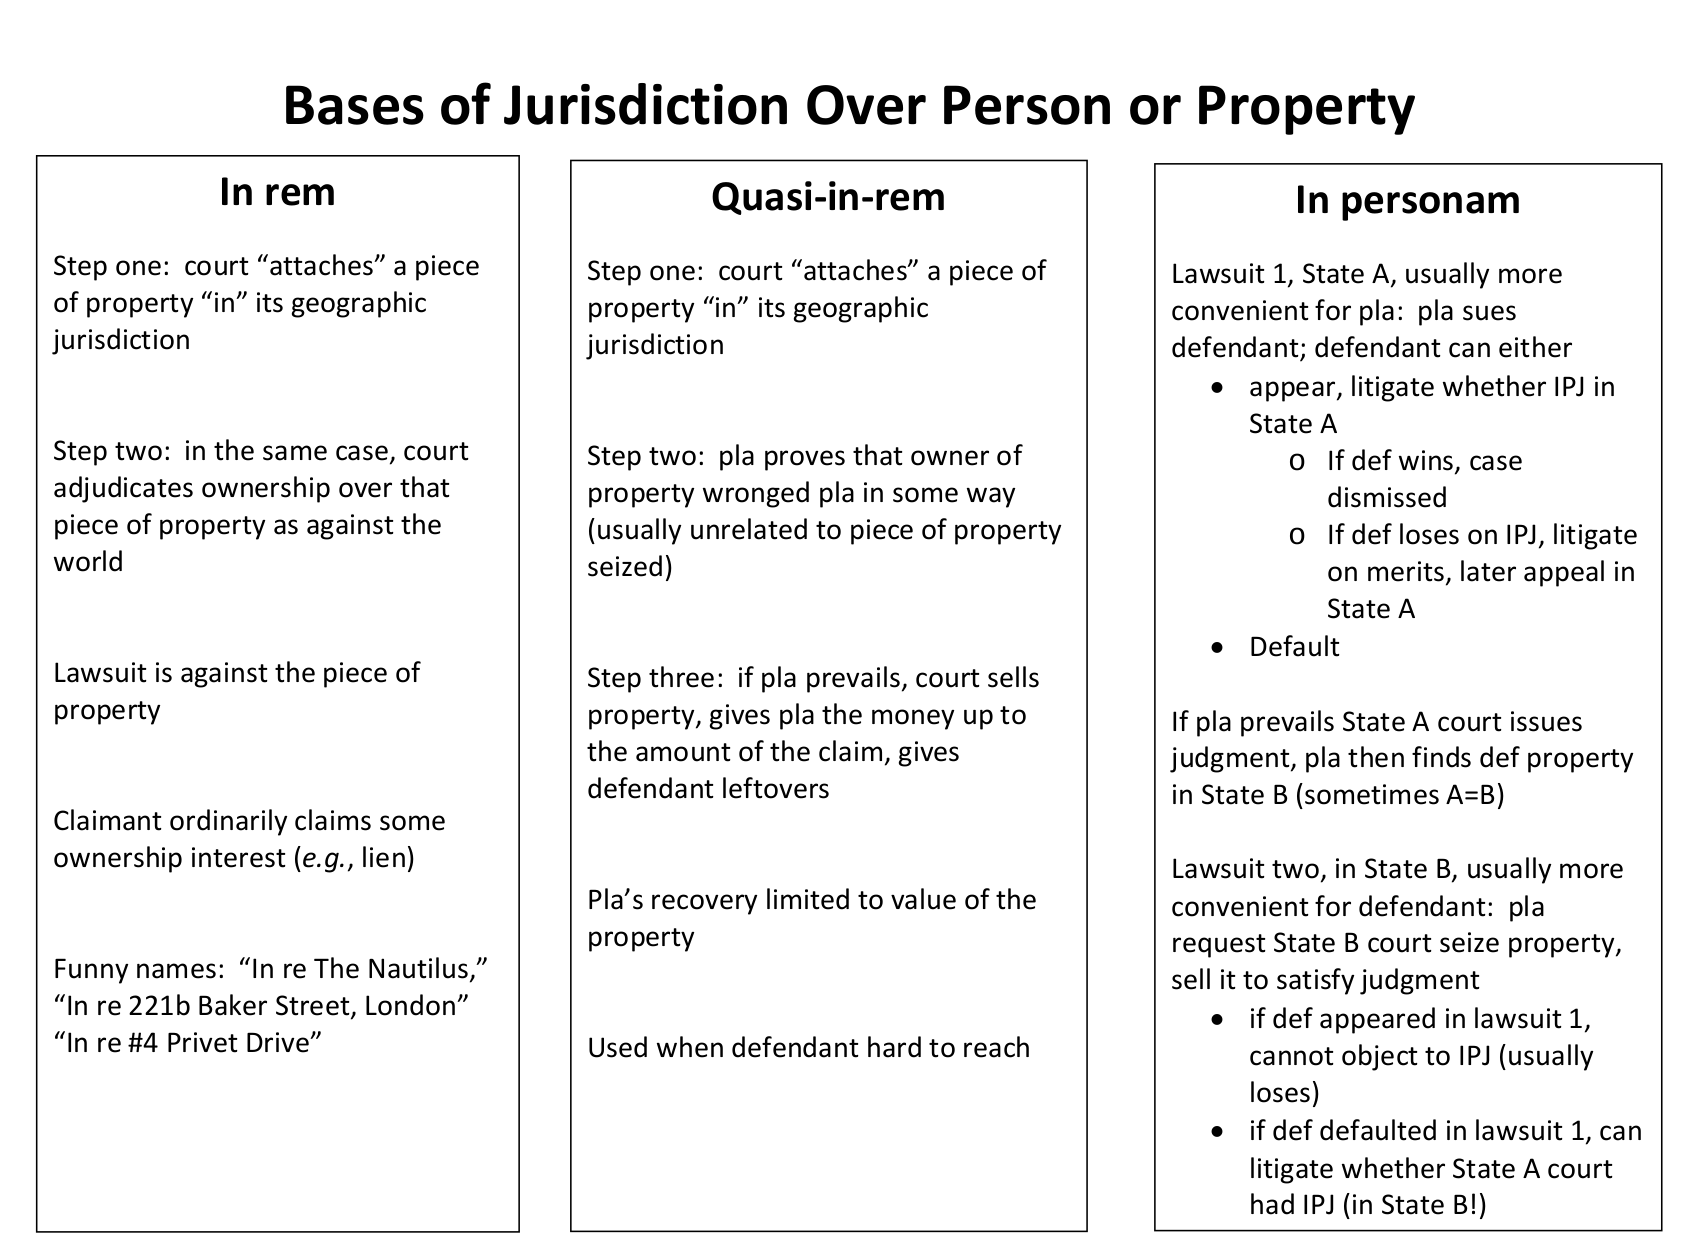 Bases of Jurisdiction Over Person or Property
In rem
Step one:  court “attaches” a piece
of property “in” its geographic
jurisdiction
Step two:  in the same case, court
adjudicates ownership over that
piece of property as against the
world
Lawsuit is against the piece of
property
Claimant ordinarily claims some
ownership interest (e.g., lien)
Funny names:  “In re The Nautilus,”
“In re 221b Baker Street, London”
“In re #4 Privet Drive”
Quasi-in-rem
Step one:  court “attaches” a piece of
property “in” its geographic
jurisdiction
Step two:  pla proves that owner of
property wronged pla in some way
(usually unrelated to piece of property
seized)
Step three:  if pla prevails, court sells
property, gives pla the money up to
the amount of the claim, gives
defendant leftovers
Pla’s recovery limited to value of the
property
Used when defendant hard to reach
In personam
Lawsuit 1, State A, usually more
convenient for pla:  pla sues
defendant; defendant can either
• appear, litigate whether IPJ in
State A
o If def wins, case
dismissed
o If def loses on IPJ, litigate
on merits, later appeal in
State A
• Default
If pla prevails State A court issues
judgment, pla then finds def property
in State B (sometimes A=B)
Lawsuit two, in State B, usually more
convenient for defendant:  pla
request State B court seize property,
sell it to satisfy judgment
• if def appeared in lawsuit 1,
cannot object to IPJ (usually
loses)
• if def defaulted in lawsuit 1, can
litigate whether State A court
had IPJ (in State B!)